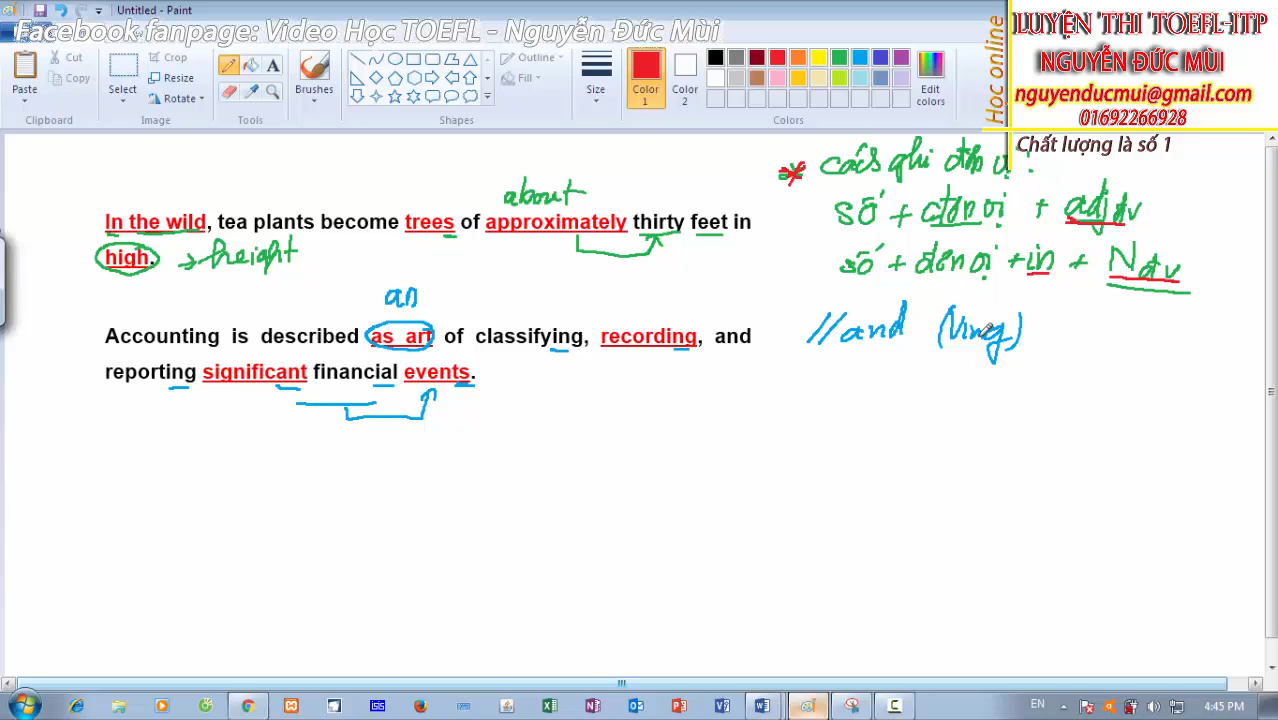 Untitled - Paint
Facebook fanpage: Video Học TOEFL - Nguyễn Đức Mùi
LUYỆN THI TOEFL-ITP
NGUYỄN ĐỨC MÙI
nguyenducmui@gmail.com
01692266928
Chất lượng là số 1
Học online
Paste
Cut
Copy
Clipboard
Select
Crop
Resize
Rotate
Image
A
Tools
Brushes
Outline
Fill
Shapes
Size
Color 1
Color 2
Edit colors
Colors
* cách ghi đơn vị :
số + đơn vị + adj đv
số + đơn vị + in + N đv
about
In the wild, tea plants become trees of approximately thirty feet in
high. → height
an
Accounting is described as art of classifying, recording, and
reporting significant financial events.
// and (Ving)
EN
4:45 PM